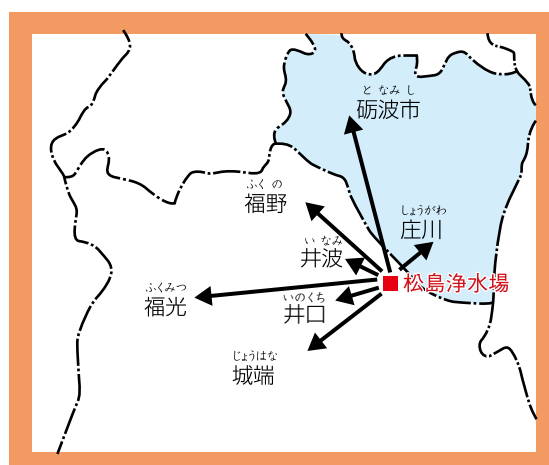 となみし
砺波市
ふくの
福野
しょうがわ
庄川
いなみ
井波
松島浄水場
ふくみつ
福光
いのくち
井口
じょうはな
城端